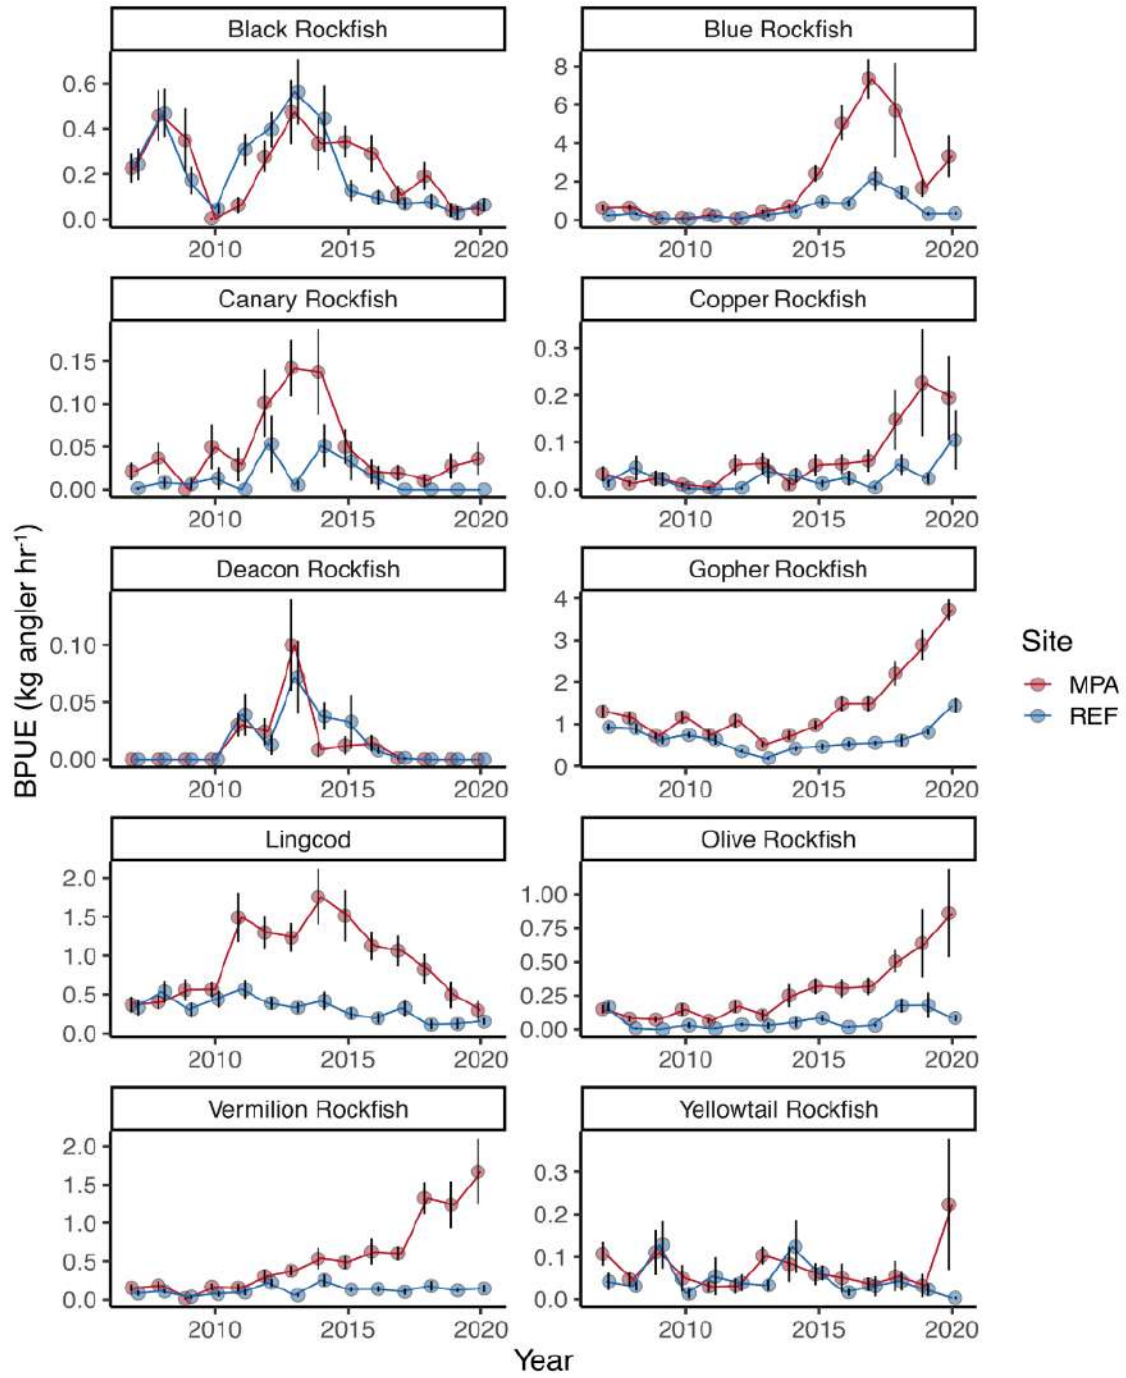 Black Rockfish
Blue Rockfish
0.6
0.4
0.2
0.0
8
6
4
2
0
2010 2015 2020
2010 2015 2020
Canary Rockfish
Copper Rockfish
0.15
0.10
0.05
0.00
0.3
0.2
0.1
0.0
2010 2015 2020
2010 2015 2020
Deacon Rockfish
Gopher Rockfish
0.10
0.05
0.00
4
3
2
1
0
2010 2015 2020
2010 2015 2020
Lingcod
Olive Rockfish
2.0
1.5
1.0
0.5
0.0
1.00
0.75
0.50
0.25
0.00
2010 2015 2020
2010 2015 2020
Vermilion Rockfish
Yellowtail Rockfish
2.0
1.5
1.0
0.5
0.0
0.3
0.2
0.1
0.0
2010 2015 2020
2010 2015 2020
BPUE (kg angler hr⁻¹)
Year
Site
MPA
REF